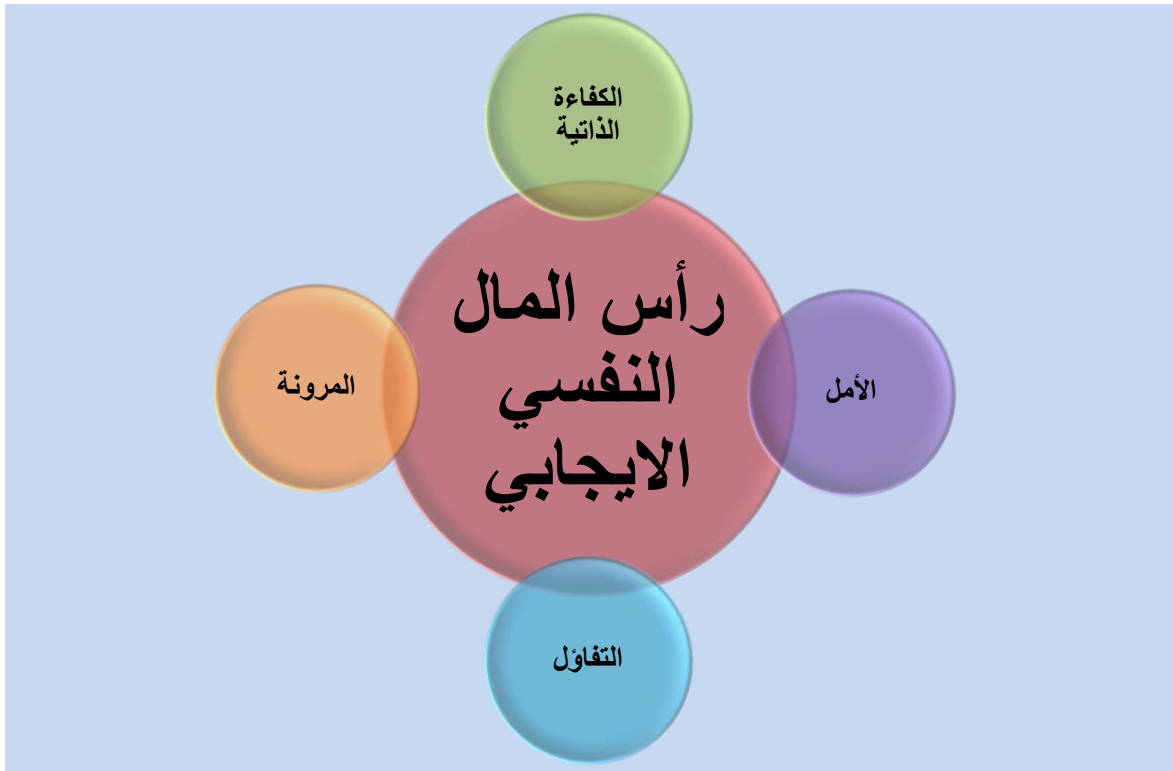 الكفاءة
الذاتية
رأس المال
النفسي
الايجابي
الأمل
المرونة
التفاؤل